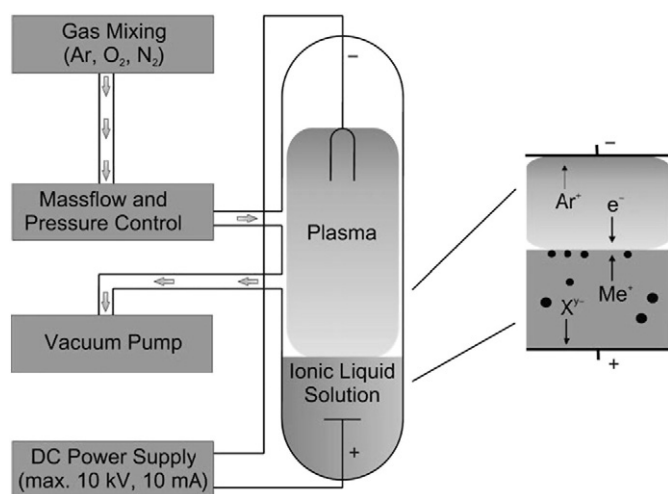 Gas Mixing
(Ar, O₂, N₂)
Massflow and
Pressure Control
Vacuum Pump
DC Power Supply
(max. 10 kV, 10 mA)
−
Plasma
Ionic Liquid
Solution
+
−
Ar⁺
e⁻
Me⁺
Xʸ⁻
+